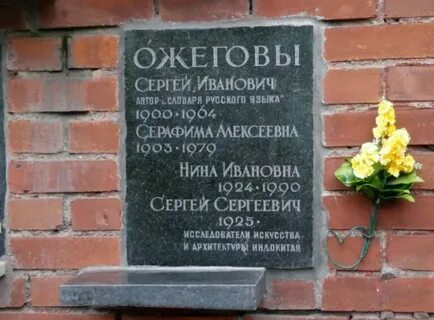 ОЖЕГОВЫ
СЕРГЕЙ ИВАНОВИЧ
АВТОР „СЛОВАРЯ РУССКОГО ЯЗЫКА"
1900·1964
СЕРАФИМА АЛЕКСЕЕВНА
1903·1979
НИНА ИВАНОВНА
1924·1990
СЕРГЕЙ СЕРГЕЕВИЧ
1925·
ИССЛЕДОВАТЕЛИ ИСКУССТВА
И АРХИТЕКТУРЫ ИНДОКИТАЯ